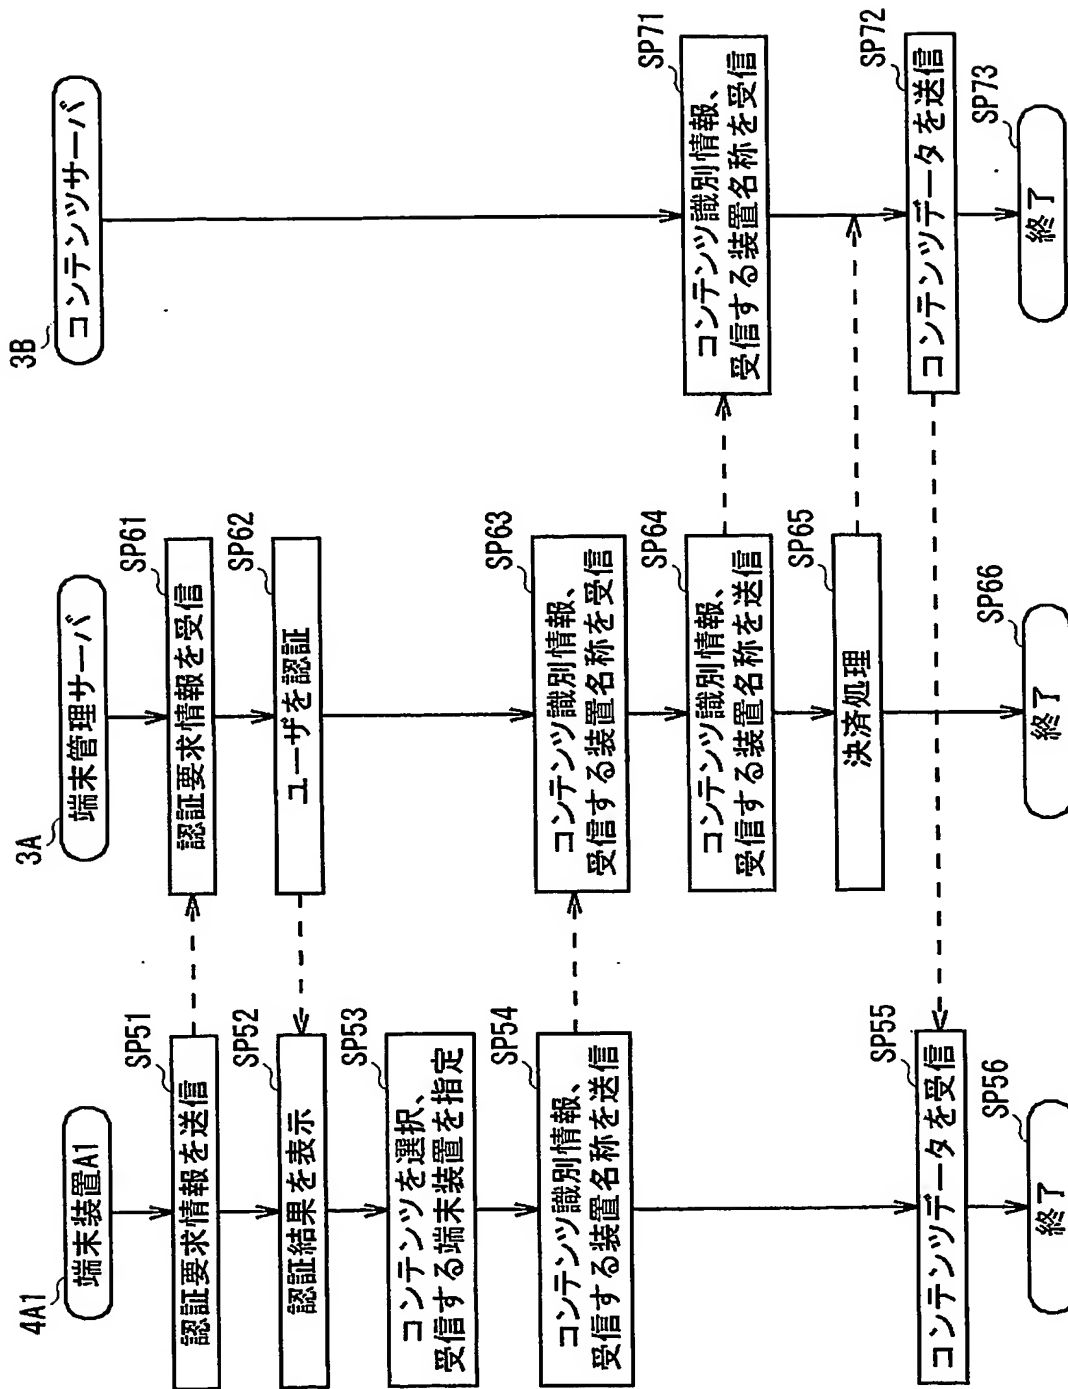 4A1
端末装置A1
SP51
認証要求情報を送信
SP52
認証結果を表示
SP53
コンテンツを選択、
受信する端末装置を指定
SP54
コンテンツ識別情報、
受信する装置名称を送信
SP55
コンテンツデータを受信
SP56
終了
3A
端末管理サーバ
SP61
認証要求情報を受信
SP62
ユーザを認証
SP63
コンテンツ識別情報、
受信する装置名称を受信
SP64
コンテンツ識別情報、
受信する装置名称を送信
SP65
決済処理
SP66
終了
3B
コンテンツサーバ
SP71
コンテンツ識別情報、
受信する装置名称を受信
SP72
コンテンツデータを送信
SP73
終了